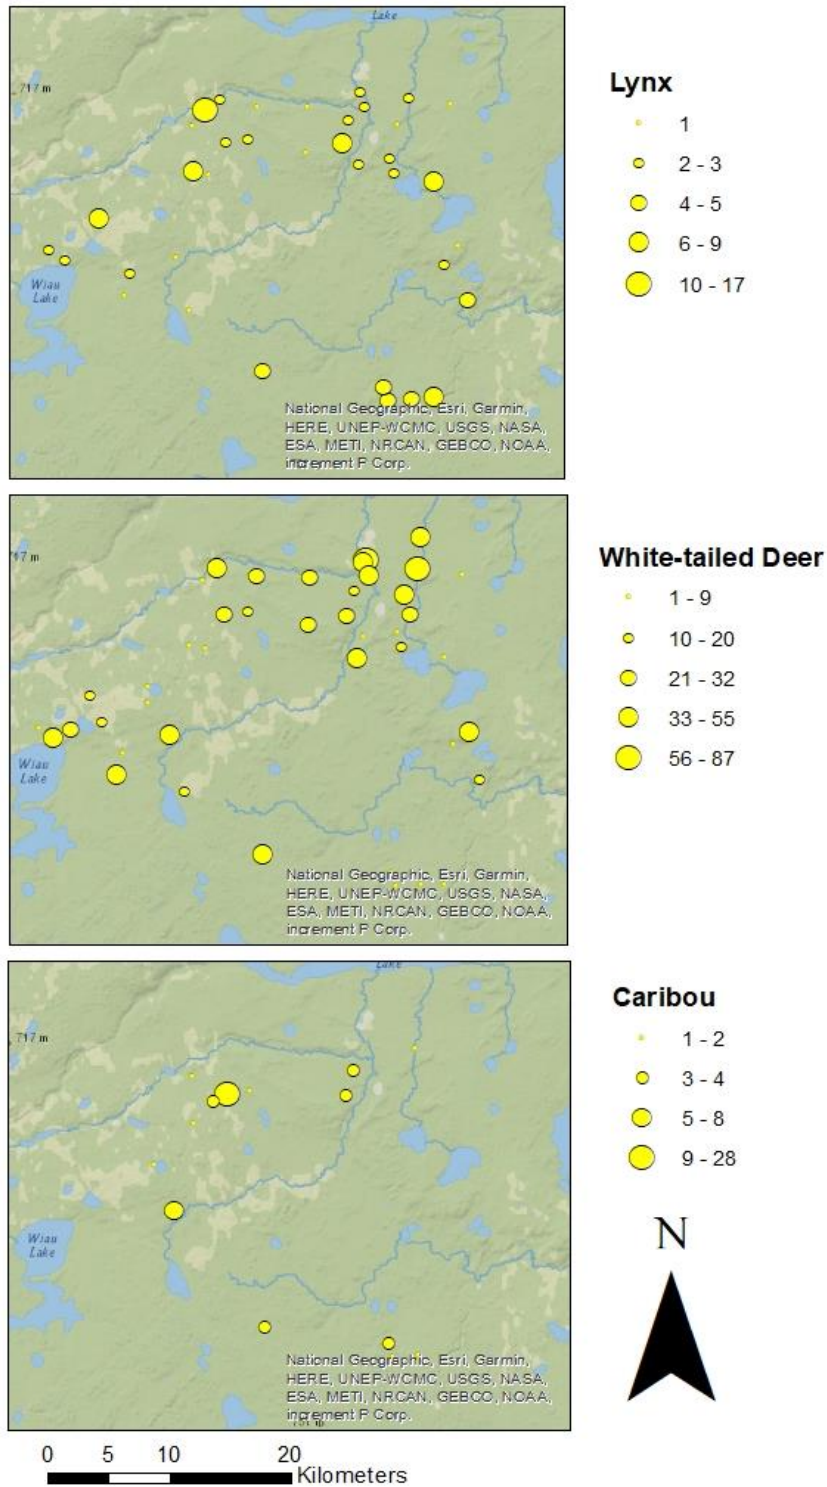 Lake
717 m
Wiau
Lake
National Geographic, Esri, Garmin,
HERE, UNEP-WCMC, USGS, NASA,
ESA, METI, NRCAN, GEBCO, NOAA,
increment P Corp.
Lynx
1
2 - 3
4 - 5
6 - 9
10 - 17
17 m
Wiau
Lake
National Geographic, Esri, Garmin,
HERE, UNEP-WCMC, USGS, NASA,
ESA, METI, NRCAN, GEBCO, NOAA,
increment P Corp.
White-tailed Deer
1 - 9
10 - 20
21 - 32
33 - 55
56 - 87
Lake
717 m
Wiau
Lake
National Geographic, Esri, Garmin,
HERE, UNEP-WCMC, USGS, NASA,
ESA, METI, NRCAN, GEBCO, NOAA,
increment P Corp.
Caribou
1 - 2
3 - 4
5 - 8
9 - 28
N
0 5 10 20
Kilometers